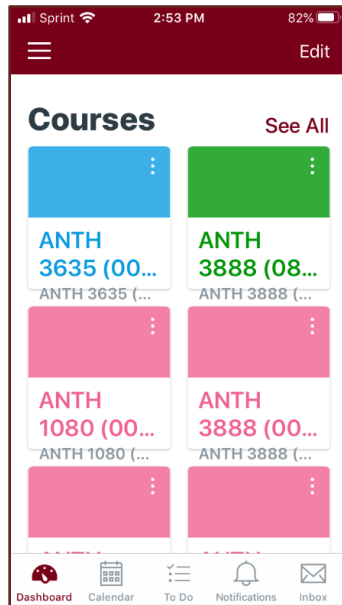 Sprint 2:53 PM 82%
Edit
Courses See All
ANTH
3635 (00...
ANTH 3635 (...
ANTH
3888 (08...
ANTH 3888 (...
ANTH
1080 (00...
ANTH 1080 (...
ANTH
3888 (00...
ANTH 3888 (...
Dashboard Calendar To Do Notifications Inbox